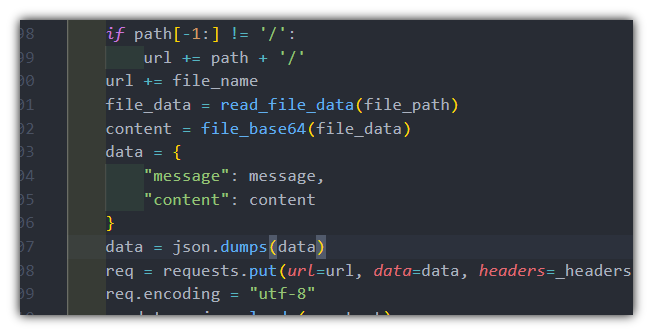 98 if path[-1:] != '/':
99 url += path + '/'
00 url += file_name
01 file_data = read_file_data(file_path)
02 content = file_base64(file_data)
03 data = {
04 "message": message,
05 "content": content
06 }
07 data = json.dumps(data)
08 req = requests.put(url=url, data=data, headers=_headers
09 req.encoding = "utf-8"